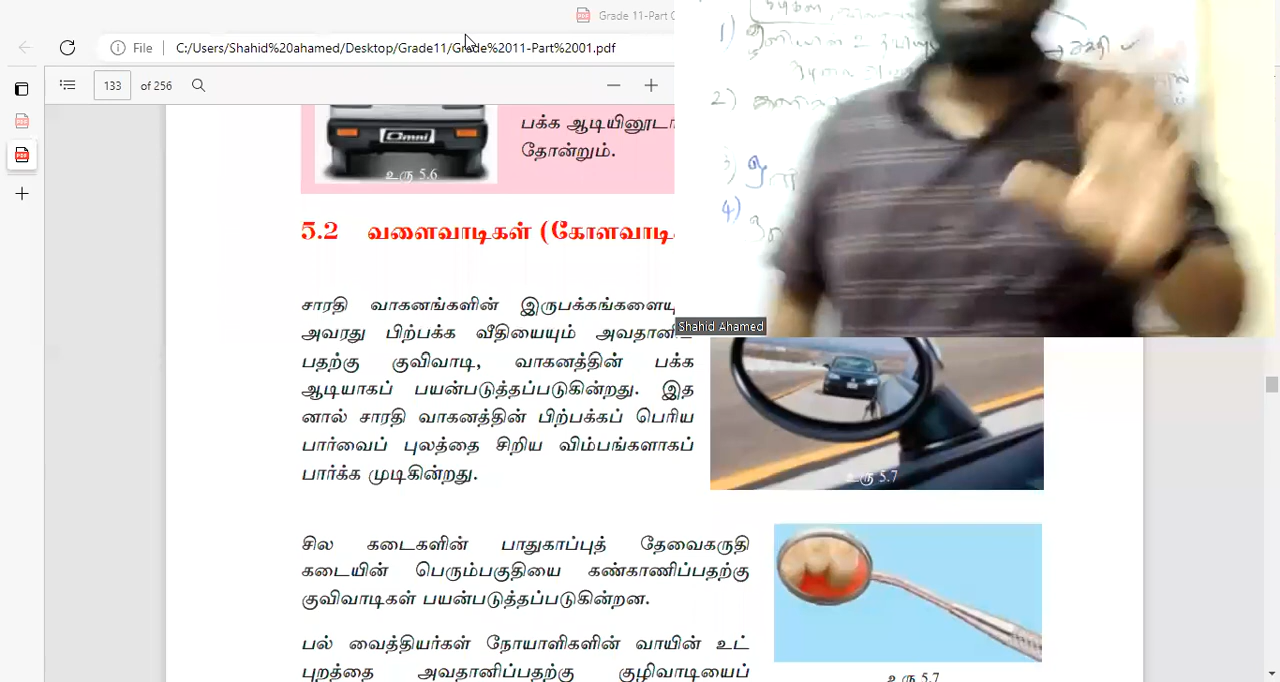 Grade 11-Part
File
C:/Users/Shahid%20ahamed/Desktop/Grade11/Grade%2011-Part%2001.pdf
133 of 256
பக்க ஆடியினூடா
தோன்றும்.
Omni
உரு 5.6
5.2 வளைவாடிகள் (கோளவாடி
Shahid Ahamed
சாரதி வாகனங்களின் இருபக்கங்களையு
அவரது பிற்பக்க வீதியையும்
பதற்கு குவிவாடி, வாகனத்தின் பக்க
ஆடியாகப் பயன்படுத்தப்படுகின்றது. இத
னால் சாரதி வாகனத்தின் பிற்பக்கப் பெரிய
பார்வைப் புலத்தை சிறிய விம்பங்களாகப்
பார்க்க முடிகின்றது.
உரு 5.7
சில கடைகளின் பாதுகாப்புத் தேவைகருதி
கடையின் பெரும்பகுதியை கண்காணிப்பதற்கு
குவிவாடிகள் பயன்படுத்தப்படுகின்றன.
பல் வைத்தியர்கள் நோயாளிகளின் வாயின் உட்
புறத்தை அவதானிப்பதற்கு குழிவாடியைப்
உரு 5.7
1)
2)
4)